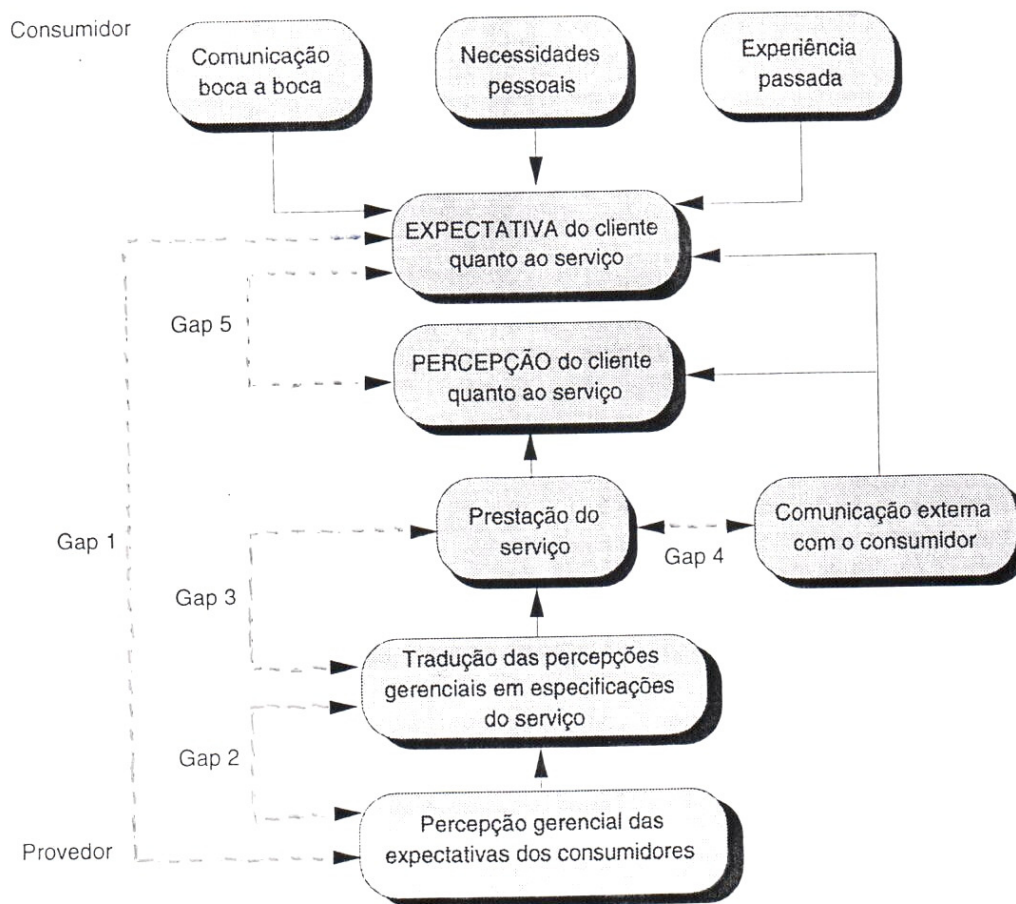 Consumidor
Comunicação
boca a boca
Necessidades
pessoais
Experiência
passada
EXPECTATIVA do cliente
quanto ao serviço
Gap 5
PERCEPÇÃO do cliente
quanto ao serviço
Gap 1
Prestação do
serviço
Gap 4
Comunicação externa
com o consumidor
Gap 3
Tradução das percepções
gerenciais em especificações
do serviço
Gap 2
Provedor
Percepção gerencial das
expectativas dos consumidores